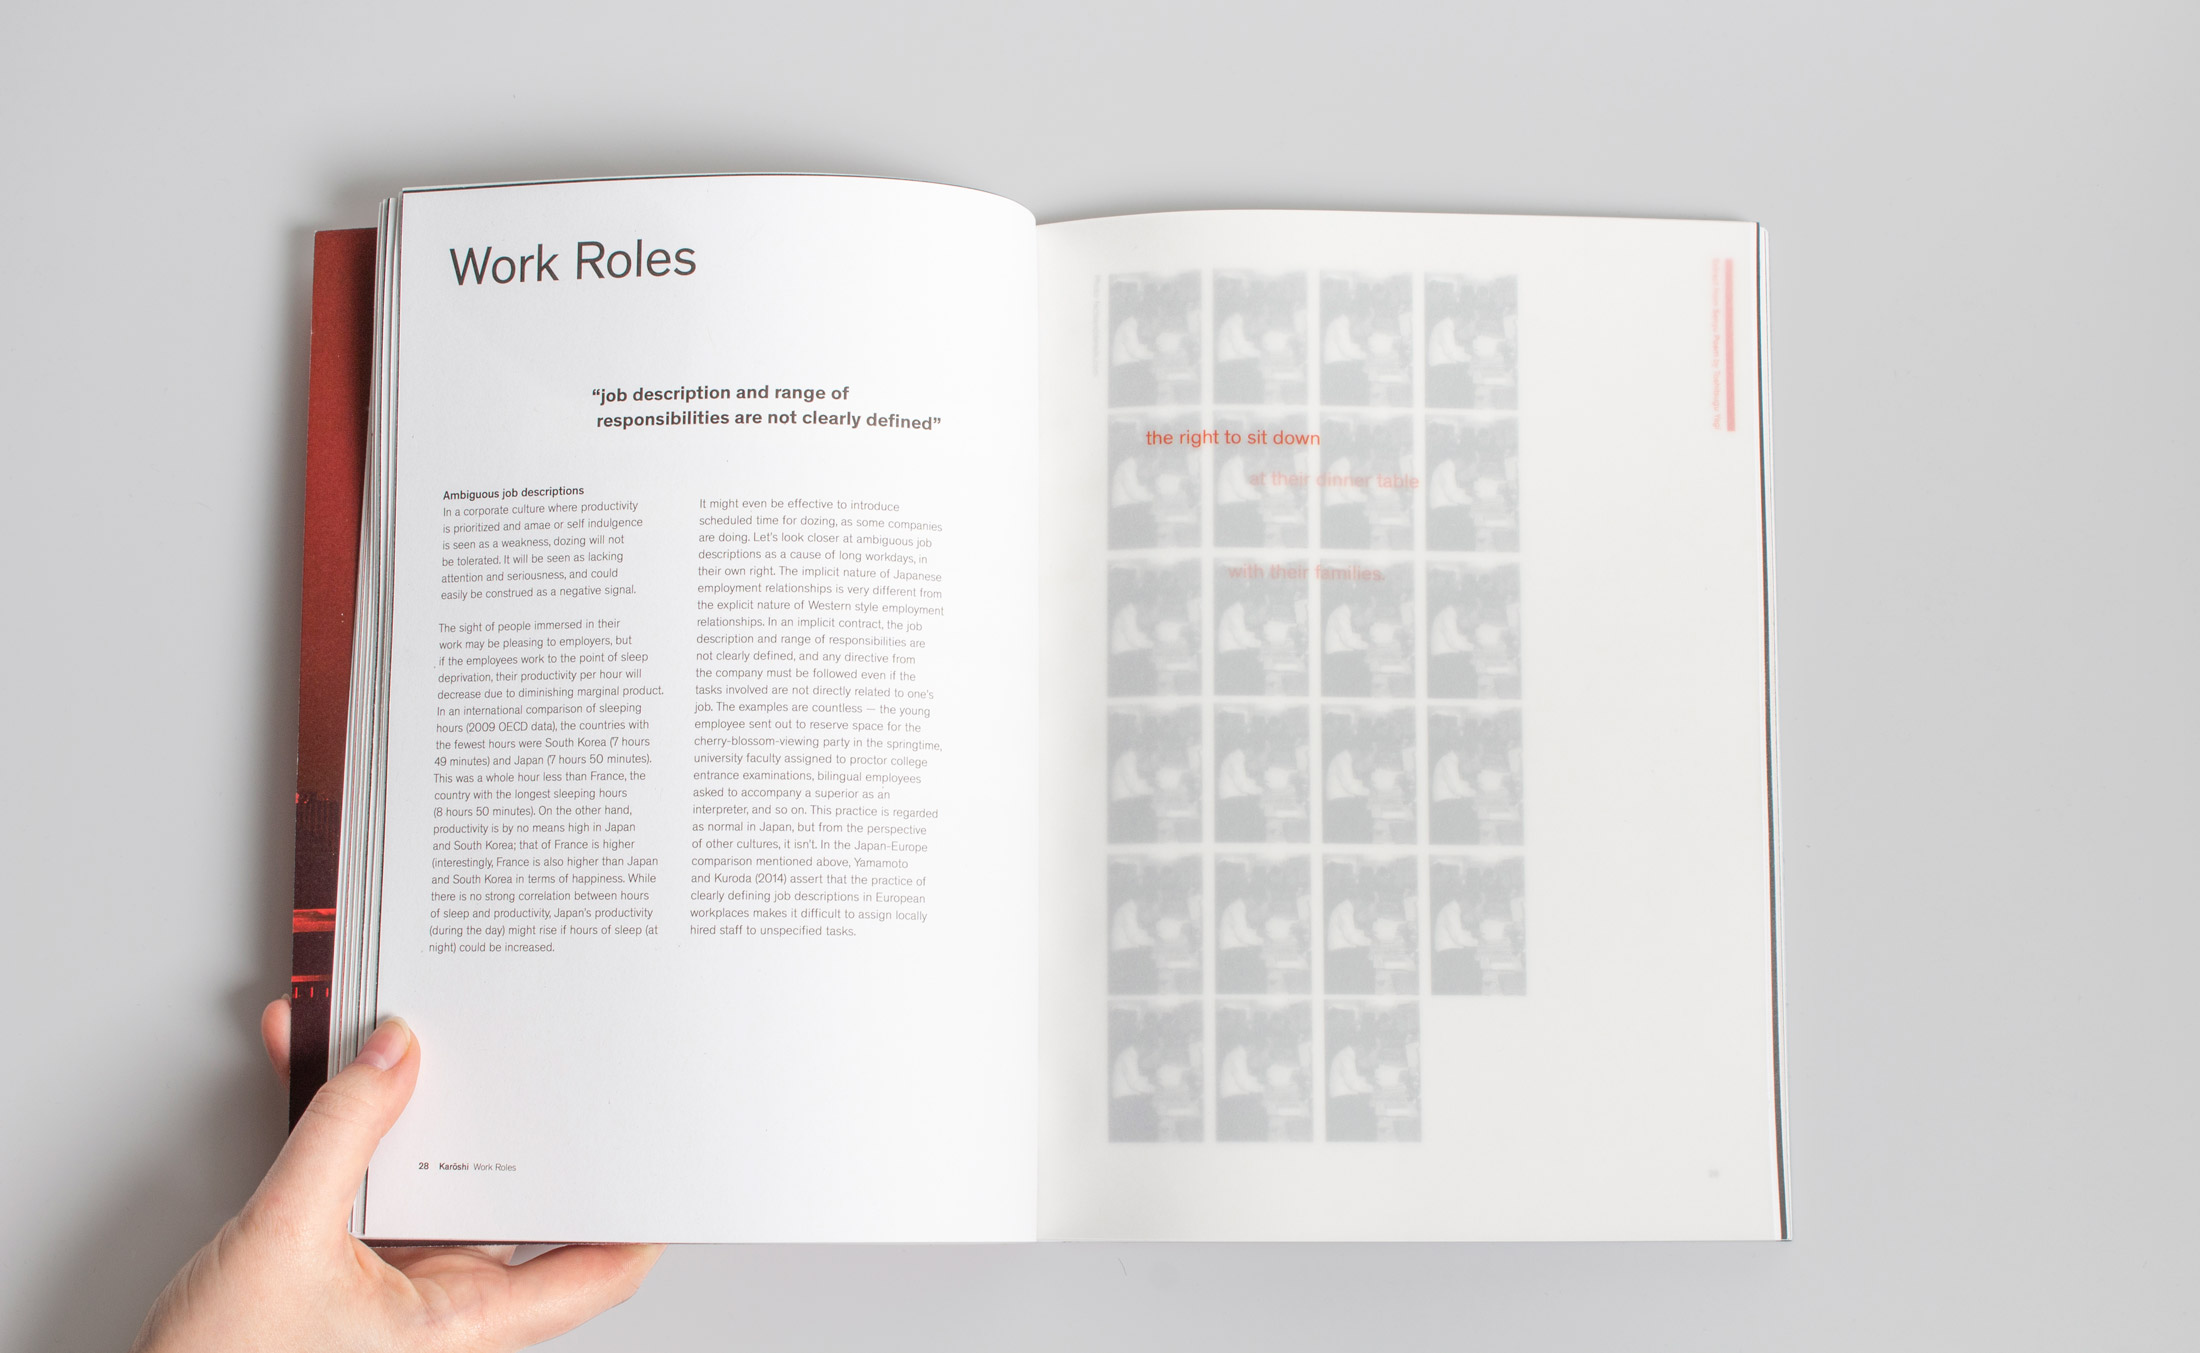 Work Roles
“job description and range of
responsibilities are not clearly defined”
Ambiguous job descriptions
In a corporate culture where productivity
is prioritized and amae or self indulgence
is seen as a weakness, dozing will not
be tolerated. It will be seen as lacking
attention and seriousness, and could
easily be construed as a negative signal.
The sight of people immersed in their
work may be pleasing to employers, but
if the employees work to the point of sleep
deprivation, their productivity per hour will
decrease due to diminishing marginal product.
In an international comparison of sleeping
hours (2009 OECD data), the countries with
the fewest hours were South Korea (7 hours
49 minutes) and Japan (7 hours 50 minutes).
This was a whole hour less than France, the
country with the longest sleeping hours
(8 hours 50 minutes). On the other hand,
productivity is by no means high in Japan
and South Korea; that of France is higher
(interestingly, France is also higher than Japan
and South Korea in terms of happiness. While
there is no strong correlation between hours
of sleep and productivity, Japan's productivity
(during the day) might rise if hours of sleep (at
night) could be increased.
It might even be effective to introduce
scheduled time for dozing, as some companies
are doing. Let's look closer at ambiguous job
descriptions as a cause of long workdays, in
their own right. The implicit nature of Japanese
employment relationships is very different from
the explicit nature of Western style employment
relationships. In an implicit contract, the job
description and range of responsibilities are
not clearly defined, and any directive from
the company must be followed even if the
tasks involved are not directly related to one's
job. The examples are countless – the young
employee sent out to reserve space for the
cherry-blossom-viewing party in the springtime,
university faculty assigned to proctor college
entrance examinations, bilingual employees
asked to accompany a superior as an
interpreter, and so on. This practice is regarded
as normal in Japan, but from the perspective
of other cultures, it isn't. In the Japan-Europe
comparison mentioned above, Yamamoto
and Kuroda (2014) assert that the practice of
clearly defining job descriptions in European
workplaces makes it difficult to assign locally
hired staff to unspecified tasks.
28 Karōshi Work Roles
the right to sit down
at their dinner table
with their families.